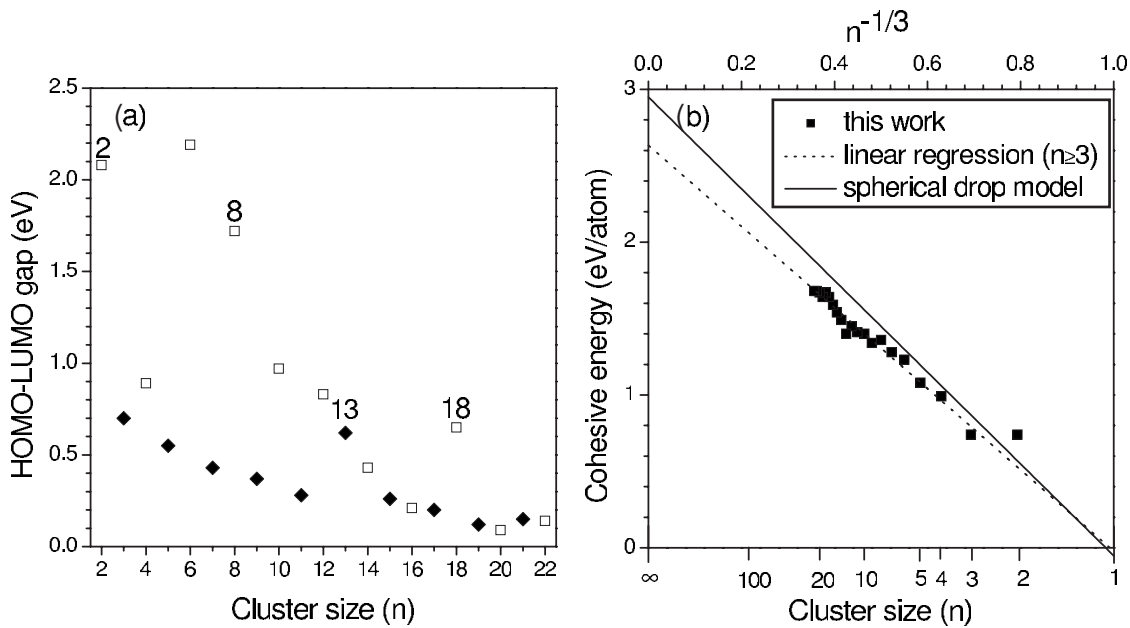 (a)
HOMO-LUMO gap (eV)
2.5
2.0
1.5
1.0
0.5
0.0
2
8
13
18
2 4 6 8 10 12 14 16 18 20 22
Cluster size (n)
n-1/3
0.0 0.2 0.4 0.6 0.8 1.0
(b)
this work
linear regression (n≥3)
spherical drop model
Cohesive energy (eV/atom)
3
2
1
0
∞ 100 20 10 5 4 3 2 1
Cluster size (n)